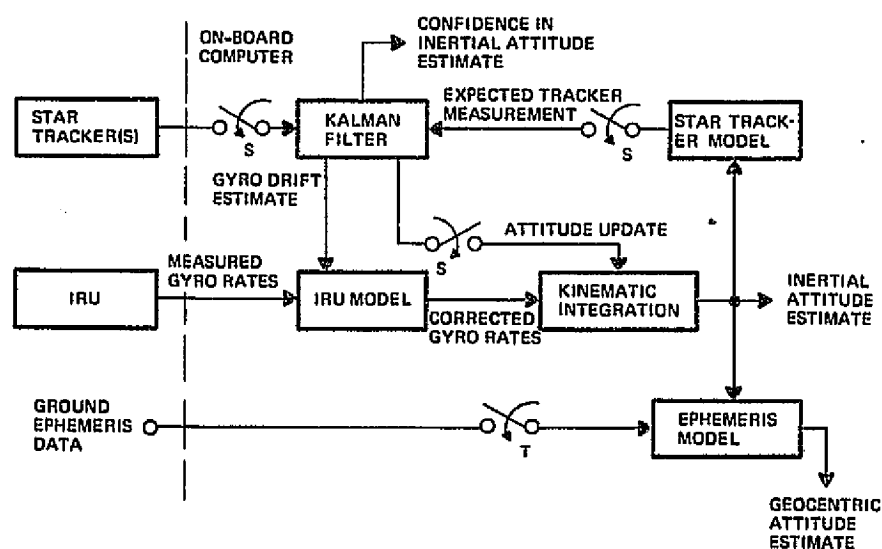 ON-BOARD
COMPUTER
CONFIDENCE IN
INERTIAL ATTITUDE
ESTIMATE
STAR
TRACKER(S)
S
KALMAN
FILTER
EXPECTED TRACKER
MEASUREMENT
S
STAR TRACK-
ER MODEL
GYRO DRIFT
ESTIMATE
S
ATTITUDE UPDATE
IRU
MEASURED
GYRO RATES
IRU MODEL
CORRECTED
GYRO RATES
KINEMATIC
INTEGRATION
INERTIAL
ATTITUDE
ESTIMATE
GROUND
EPHEMERIS
DATA
T
EPHEMERIS
MODEL
GEOCENTRIC
ATTITUDE
ESTIMATE